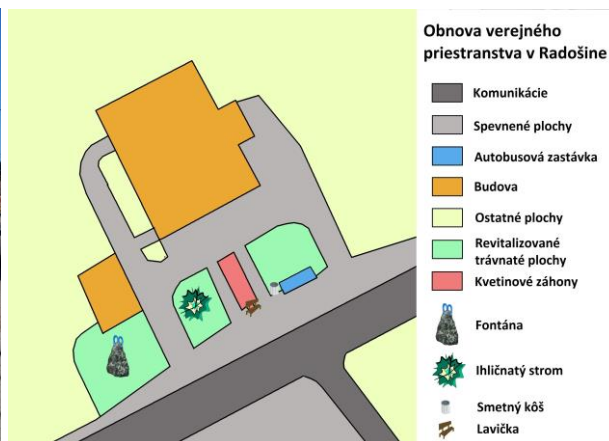 Obnova verejného
priestranstva v Radošine
Komunikácie
Spevnené plochy
Autobusová zastávka
Budova
Ostatné plochy
Revitalizované
trávnaté plochy
Kvetinové záhony
Fontána
Ihličnatý strom
Smetný kôš
Lavička